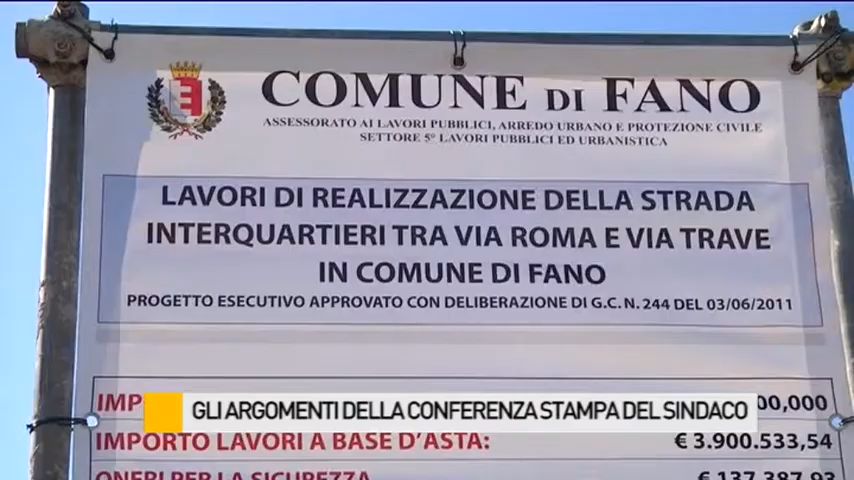 COMUNE DI FANO
ASSESSORATO AI LAVORI PUBBLICI, ARREDO URBANO E PROTEZIONE CIVILE
SETTORE 5° LAVORI PUBBLICI ED URBANISTICA
LAVORI DI REALIZZAZIONE DELLA STRADA
INTERQUARTIERI TRA VIA ROMA E VIA TRAVE
IN COMUNE DI FANO
PROGETTO ESECUTIVO APPROVATO CON DELIBERAZIONE DI G.C. N. 244 DEL 03/06/2011
GLI ARGOMENTI DELLA CONFERENZA STAMPA DEL SINDACO
IMPORTO LAVORI A BASE D'ASTA: € 3.900.533,54
ONERI PER LA SICUREZZA € 137.387,93